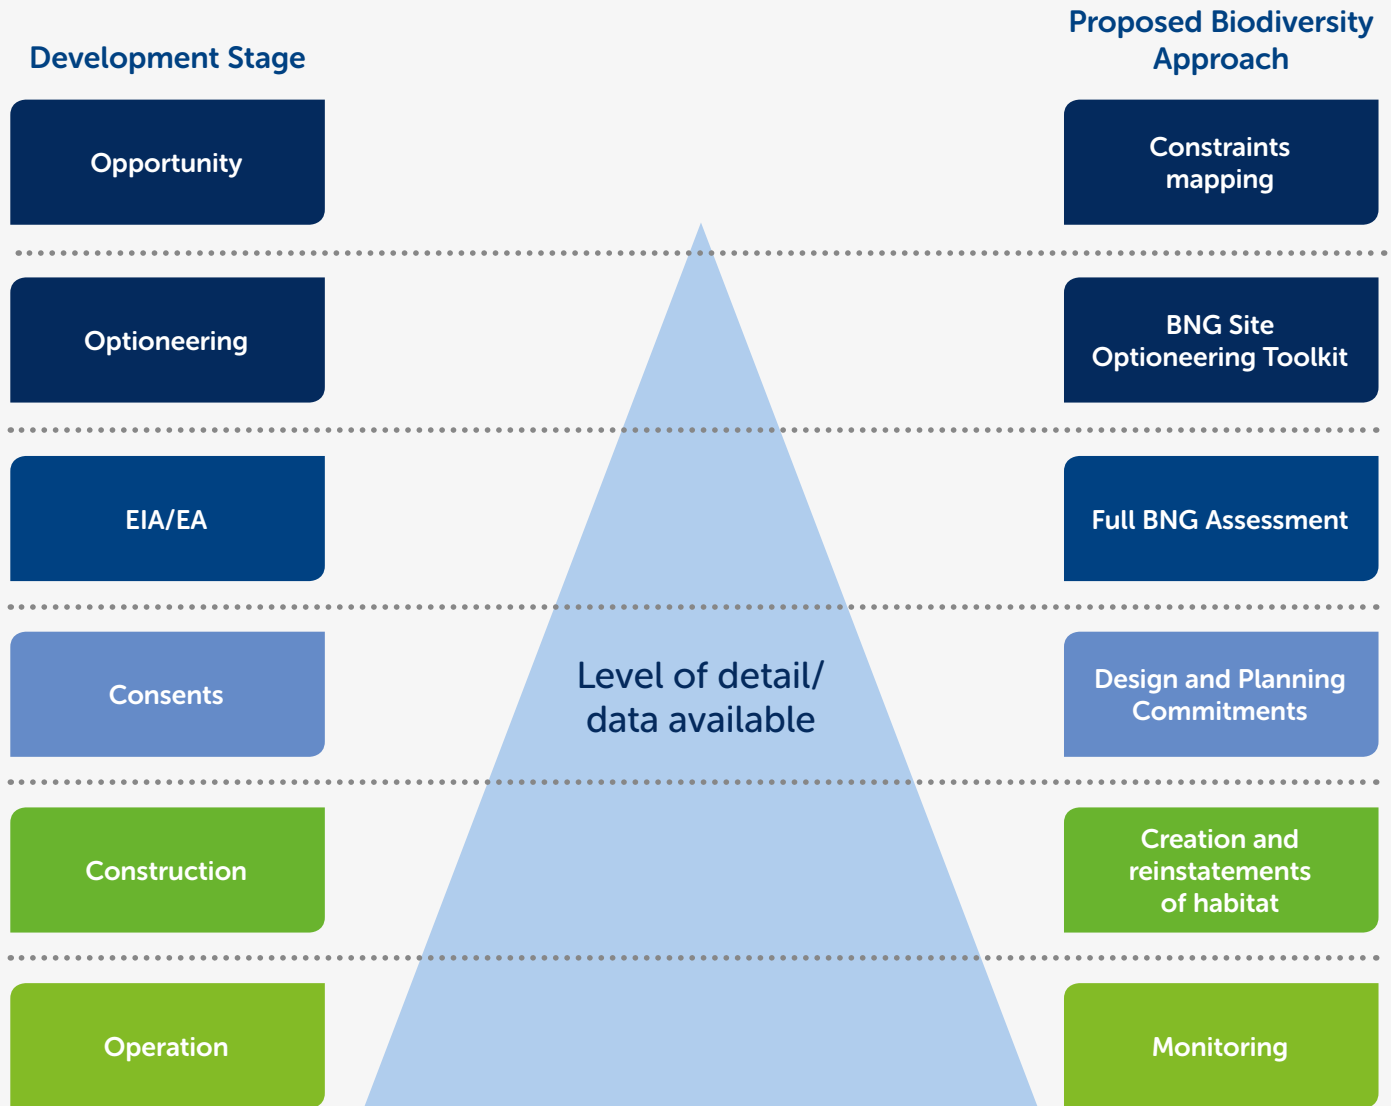 Development Stage
Proposed Biodiversity
Approach
Opportunity
Constraints
mapping
Optioneering
BNG Site
Optioneering Toolkit
EIA/EA
Full BNG Assessment
Consents
Level of detail/
data available
Design and Planning
Commitments
Construction
Creation and
reinstatements
of habitat
Operation
Monitoring